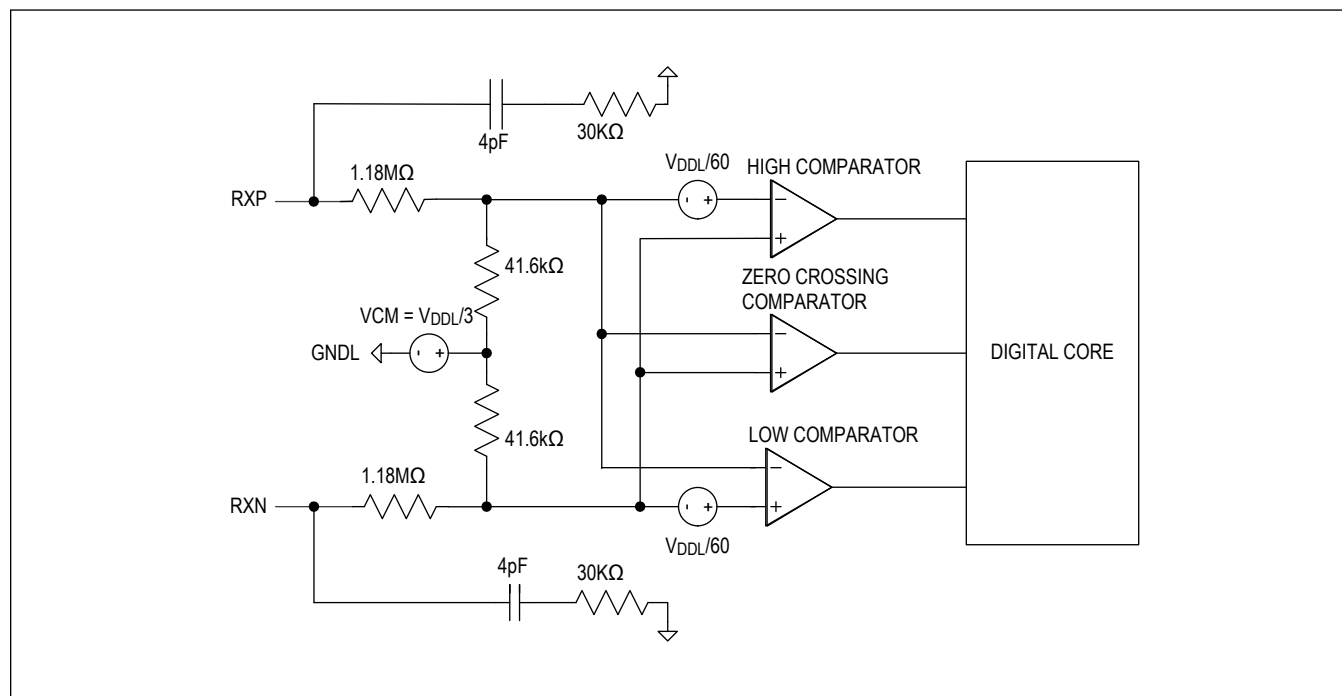 4pF
30KΩ
1.18MΩ
VDDL/60
HIGH COMPARATOR
RXP
41.6kΩ
ZERO CROSSING
COMPARATOR
VCM = VDDL/3
GNDL
DIGITAL CORE
41.6kΩ
LOW COMPARATOR
1.18MΩ
RXN
VDDL/60
4pF
30KΩ